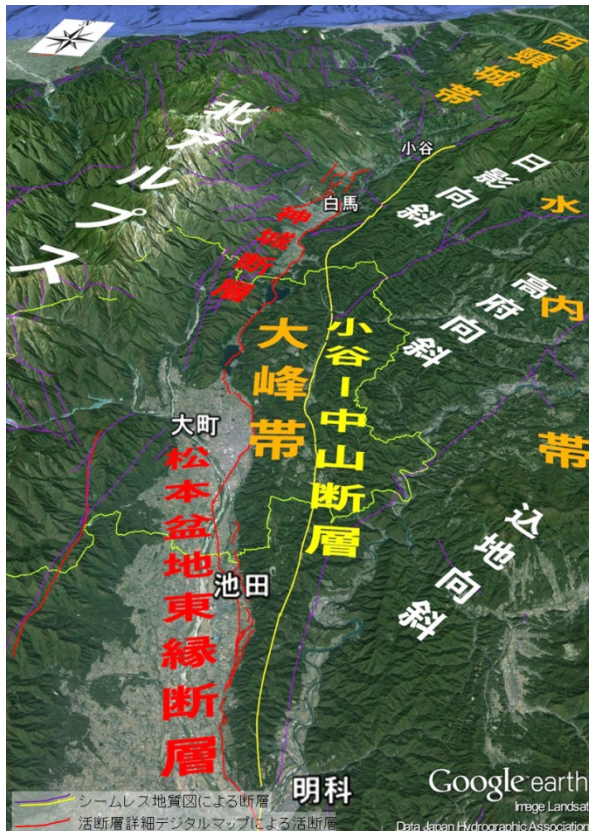 西頸城帯
北アルプス
小谷
日影向斜
白馬
水内帯
神城断層
高府向斜
大峰帯
小谷ー中山断層
大町
松本盆地東縁断層
込地向斜
池田
明科
Google earth
Image Landsat
Data Japan Hydrographic Association
シームレス地質図による断層
活断層詳細デジタルマップによる活断層